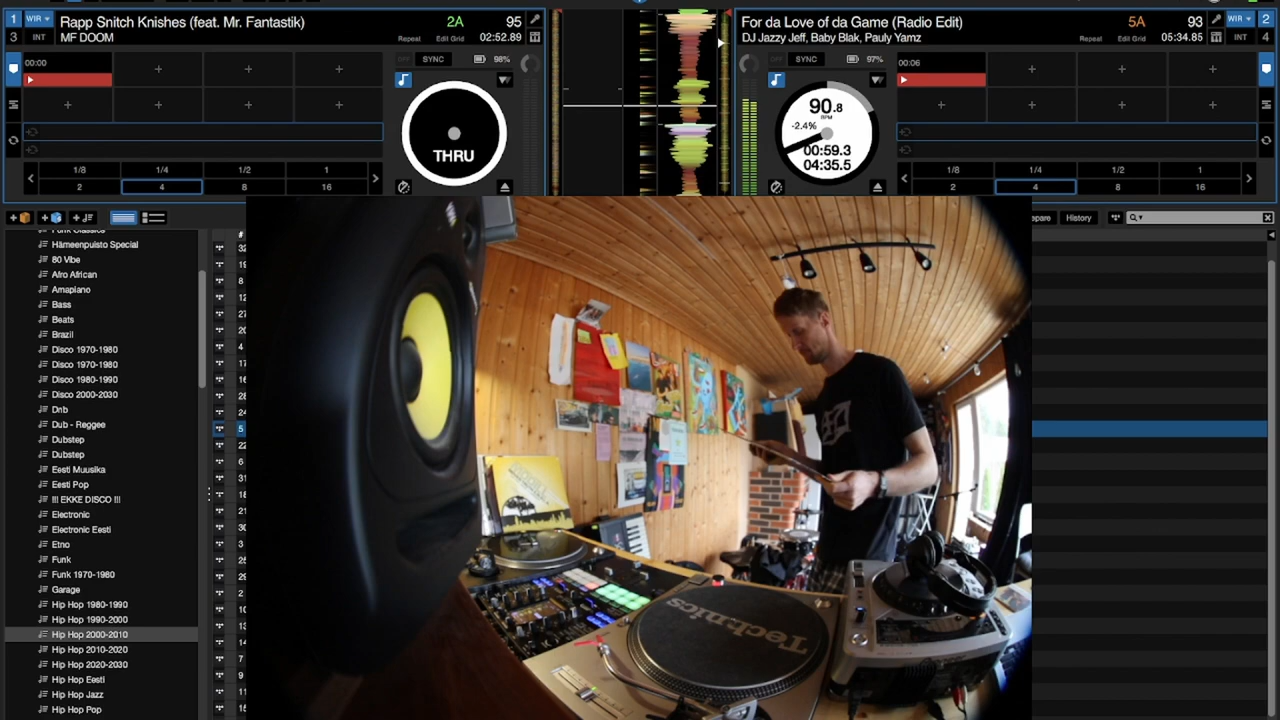 1 WIR Rapp Snitch Knishes (feat. Mr. Fantastik) 2A 95
3 INT MF DOOM Repeat Edit Grid 02:52.89
OFF SYNC 98%
00:00
THRU
1/8 1/4 1/2 1
2 4 8 16
For da Love of da Game (Radio Edit) 5A 93 WIR 2
DJ Jazzy Jeff, Baby Blak, Pauly Yamz Repeat Edit Grid 05:34.85 INT 4
OFF SYNC 97%
00:06
90.8
BPM
-2.4%
00:59.3
04:35.5
1/8 1/4 1/2 1
2 4 8 16
History
#
Funk Classics
Hämeenpuisto Special
80 Vibe
Afro African
Amapiano
Bass
Beats
Brazil
Disco 1970-1980
Disco 1970-1980
Disco 1980-1990
Disco 2000-2030
Dnb
Dub - Reggee
Dubstep
Dubstep
Eesti Muusika
Eesti Pop
!!! EKKE DISCO !!!
Electronic
Electronic Eesti
Etno
Funk
Funk 1970-1980
Garage
Hip Hop 1980-1990
Hip Hop 1990-2000
Hip Hop 2000-2010
Hip Hop 2010-2020
Hip Hop 2020-2030
Hip Hop Eesti
Hip Hop Jazz
Hip Hop Pop
Technics